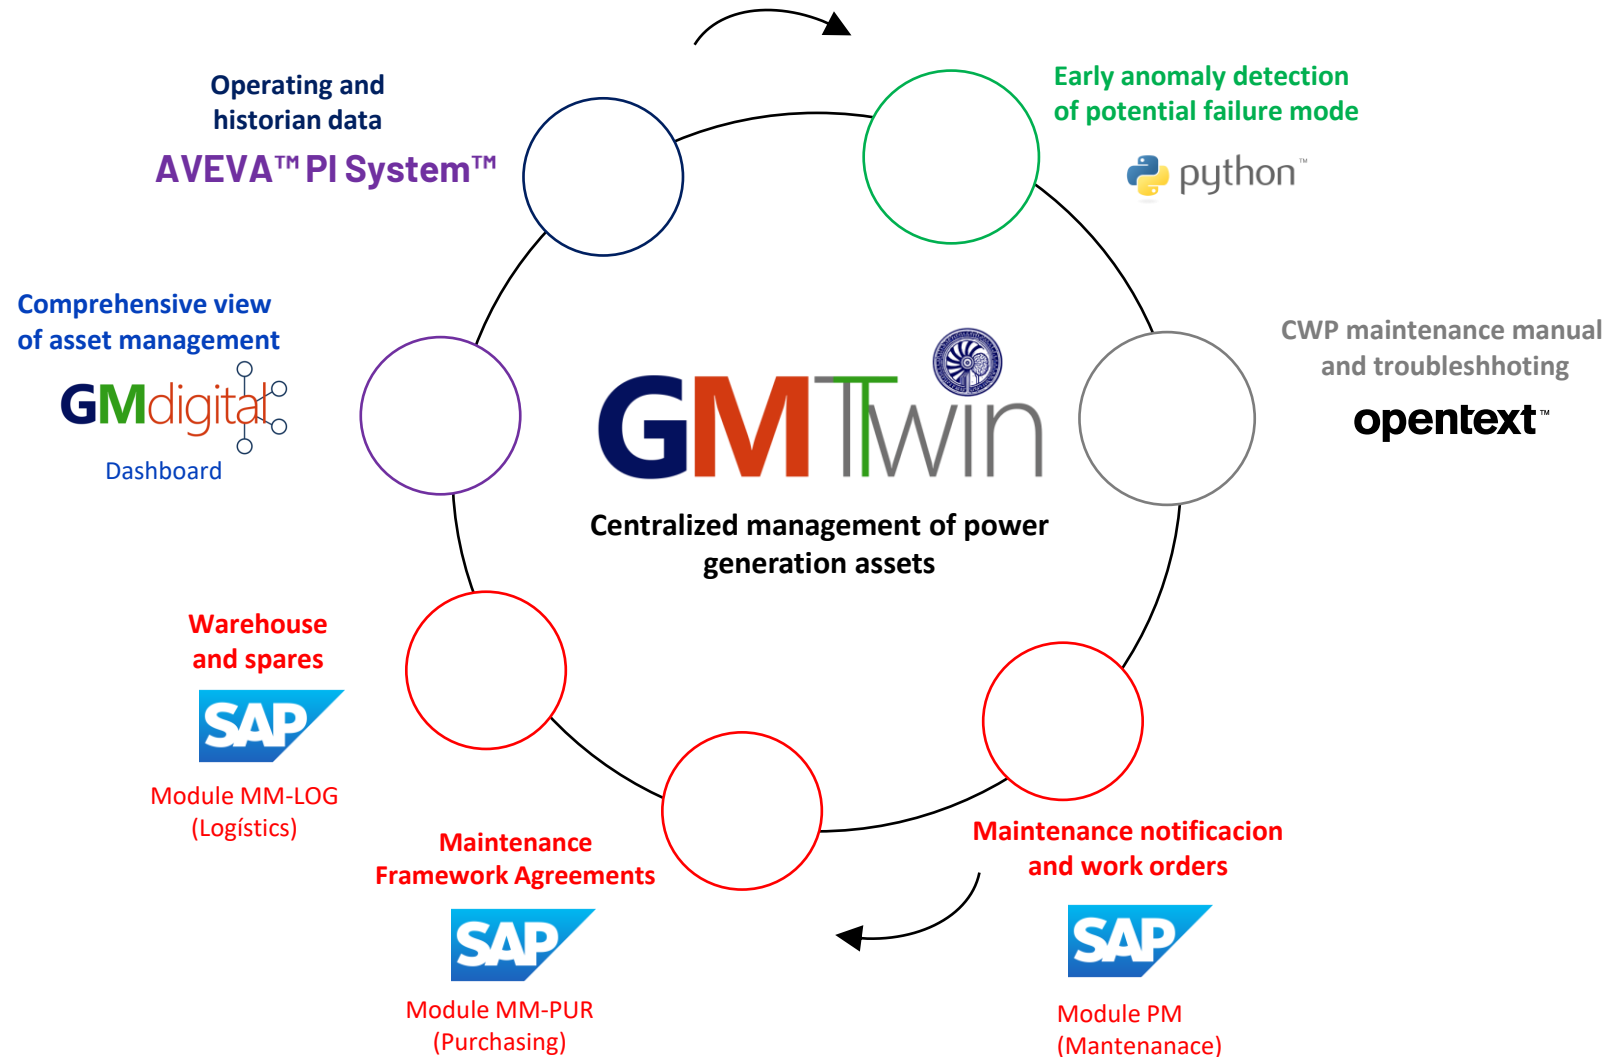 Operating and
historian data
AVEVA™ PI System™
Early anomaly detection
of potential failure mode
python™
Comprehensive view
of asset management
GMdigital
Dashboard
CWP maintenance manual
and troubleshhoting
opentext™
GMTwin
Centralized management of power
generation assets
Warehouse
and spares
SAP
Module MM-LOG
(Logístics)
Maintenance
Framework Agreements
SAP
Module MM-PUR
(Purchasing)
Maintenance notificacion
and work orders
SAP
Module PM
(Mantenanace)